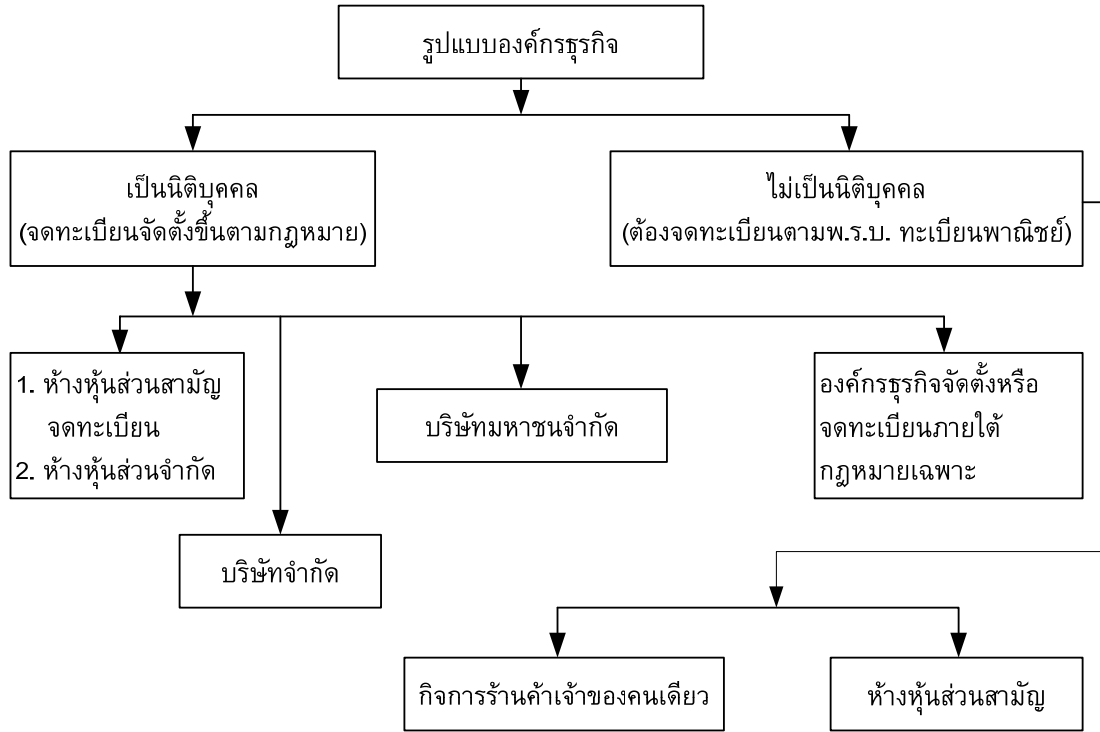 รูปแบบองค์กรธุรกิจ
เป็นนิติบุคคล
(จดทะเบียนจัดตั้งขึ้นตามกฎหมาย)
ไม่เป็นนิติบุคคล
(ต้องจดทะเบียนตามพ.ร.บ. ทะเบียนพาณิชย์)
1. ห้างหุ้นส่วนสามัญ
จดทะเบียน
2. ห้างหุ้นส่วนจำกัด
บริษัทมหาชนจำกัด
องค์กรธุรกิจจัดตั้งหรือ
จดทะเบียนภายใต้
กฎหมายเฉพาะ
บริษัทจำกัด
กิจการร้านค้าเจ้าของคนเดียว
ห้างหุ้นส่วนสามัญ